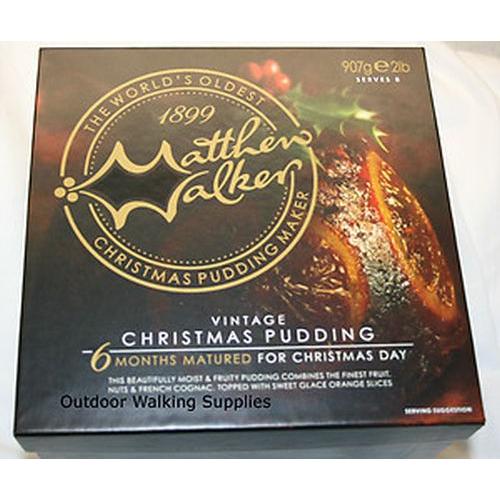 907g e 2lb
SERVES 8
THE WORLD'S OLDEST
1899
Matthew
Walker
CHRISTMAS PUDDING MAKER
VINTAGE
CHRISTMAS PUDDING
6 MONTHS MATURED FOR CHRISTMAS DAY
THIS BEAUTIFULLY MOIST & FRUITY PUDDING COMBINES THE FINEST FRUIT,
NUTS & FRENCH COGNAC, TOPPED WITH SWEET GLACE ORANGE SLICES
Outdoor Walking Supplies
SERVING SUGGESTION